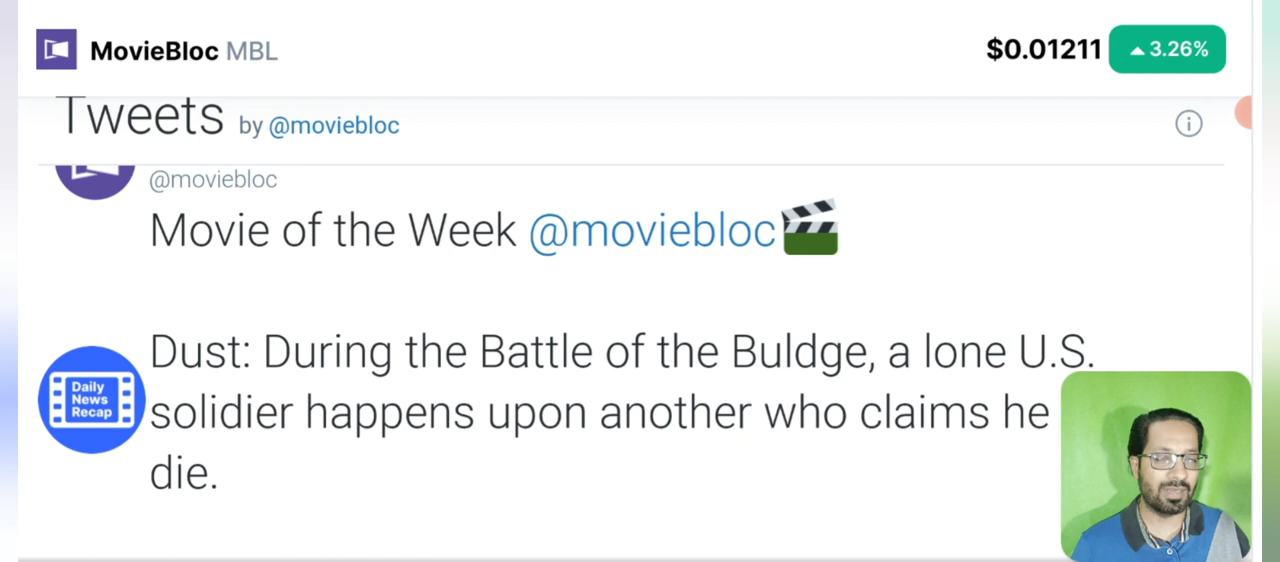 MovieBloc MBL
$0.01211 3.26%
Tweets by @moviebloc
@moviebloc
Movie of the Week @moviebloc
Dust: During the Battle of the Buldge, a lone U.S.
solidier happens upon another who claims he
die.
Daily
News
Recap